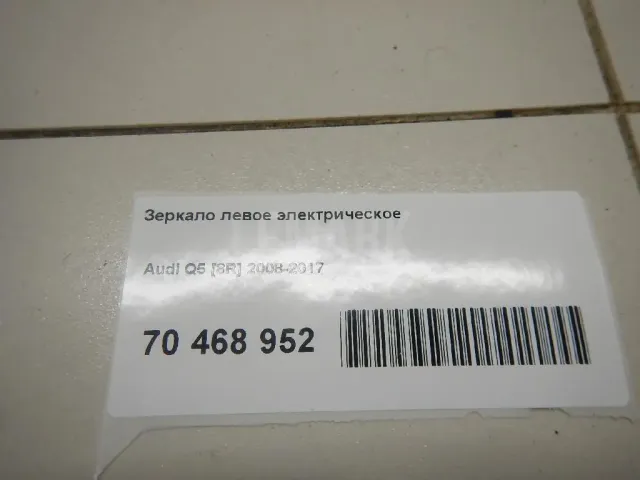 Зеркало левое электрическое
Audi Q5 [8R] 2008-2017
70 468 952